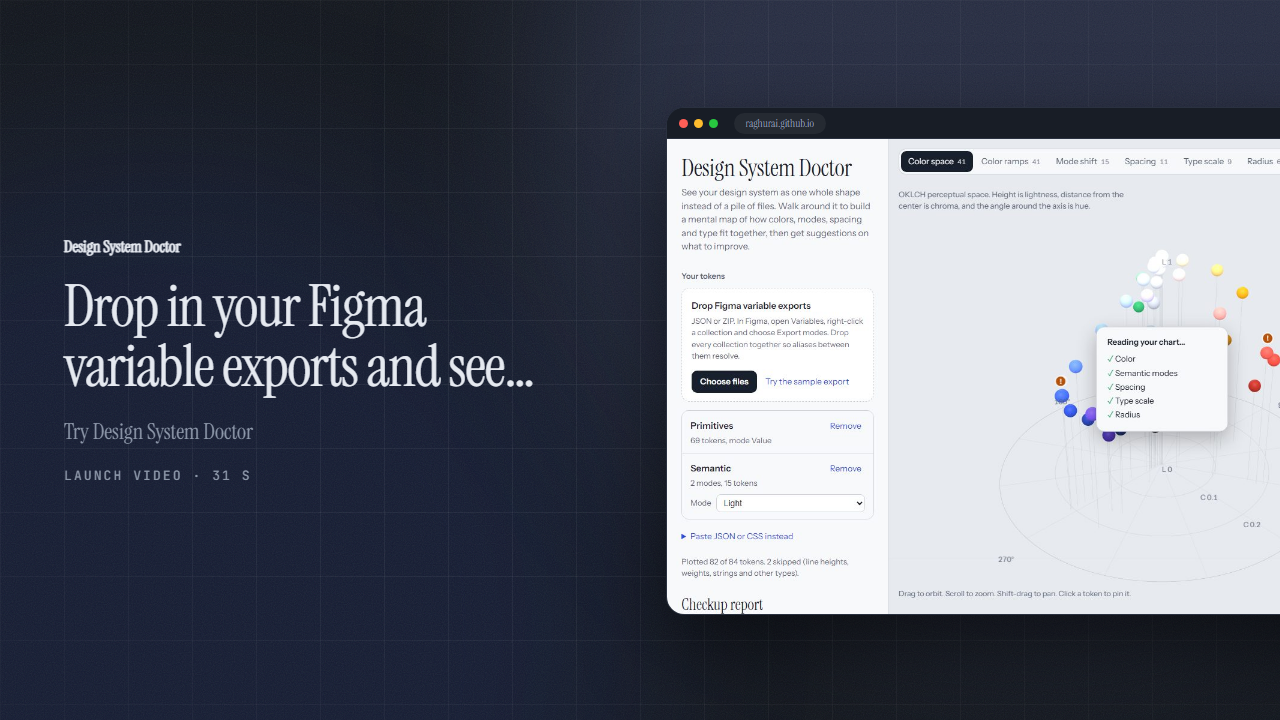 Design System Doctor
Drop in your Figma
variable exports and see...
Try Design System Doctor
LAUNCH VIDEO · 31 S
raghurai.github.io
Design System Doctor
See your design system as one whole shape
instead of a pile of files. Walk around it to build
a mental map of how colors, modes, spacing
and type fit together, then get suggestions on
what to improve.
Your tokens
Drop Figma variable exports
JSON or ZIP. In Figma, open Variables, right-click
a collection and choose Export modes. Drop
every collection together so aliases between
them resolve.
Choose files
Try the sample export
Primitives
Remove
69 tokens, mode Value
Semantic
Remove
2 modes, 15 tokens
Mode
Light
Paste JSON or CSS instead
Plotted 82 of 84 tokens, 2 skipped (line heights,
weights, strings and other types).
Checkup report
Color space 41
Color ramps 41
Mode shift 15
Spacing 11
Type scale 9
Radius
OKLCH perceptual space. Height is lightness, distance from the
center is chroma, and the angle around the axis is hue.
L 1
!
!
Reading your chart...
✓ Color
✓ Semantic modes
✓ Spacing
✓ Type scale
✓ Radius
L 0
C 0.1
C 0.2
270°
Drag to orbit. Scroll to zoom. Shift-drag to pan. Click a token to pin it.